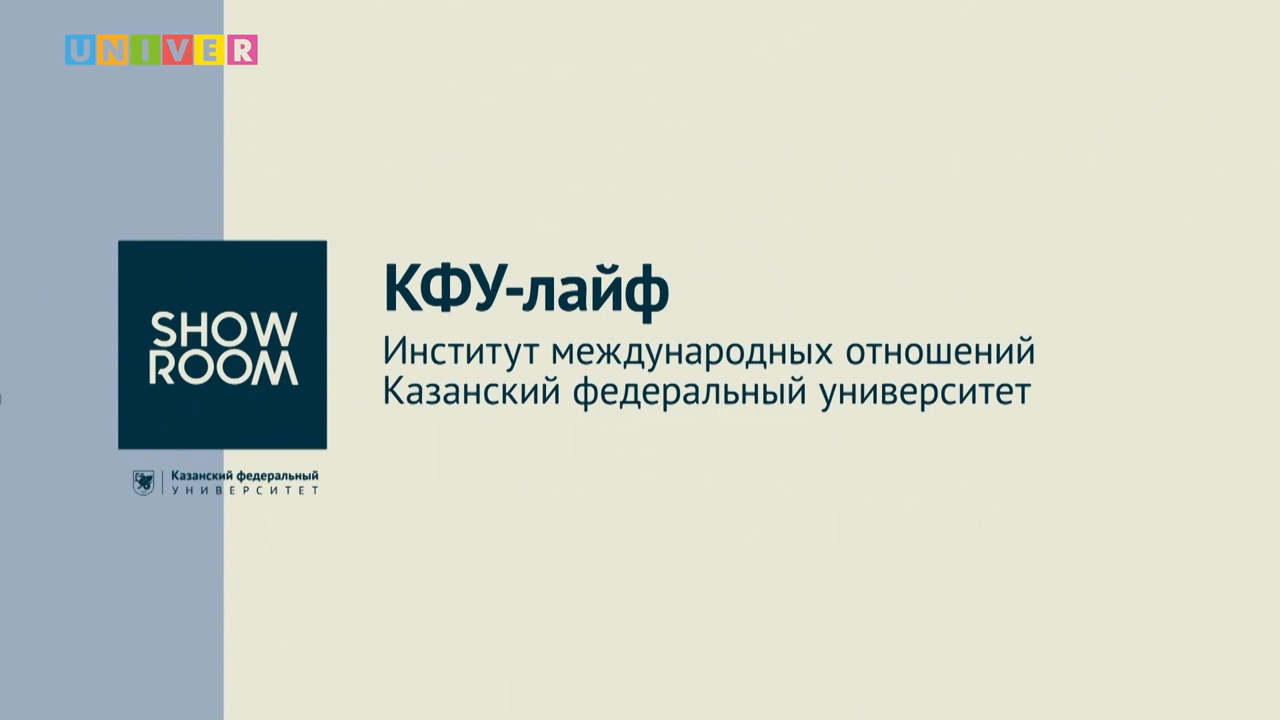 UNIVER
SHOW
ROOM
Казанский федеральный
УНИВЕРСИТЕТ
КФУ-лайф
Институт международных отношений
Казанский федеральный университет